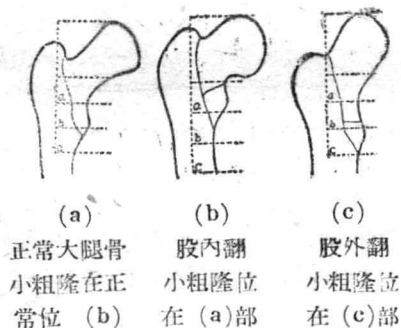 a
b
c
a
b
c
a
b
c
(a)
正常大腿骨
小粗隆在正
常位 (b)
(b)
股內翻
小粗隆位
在 (a)部
(c)
股外翻
小粗隆位
在 (c)部